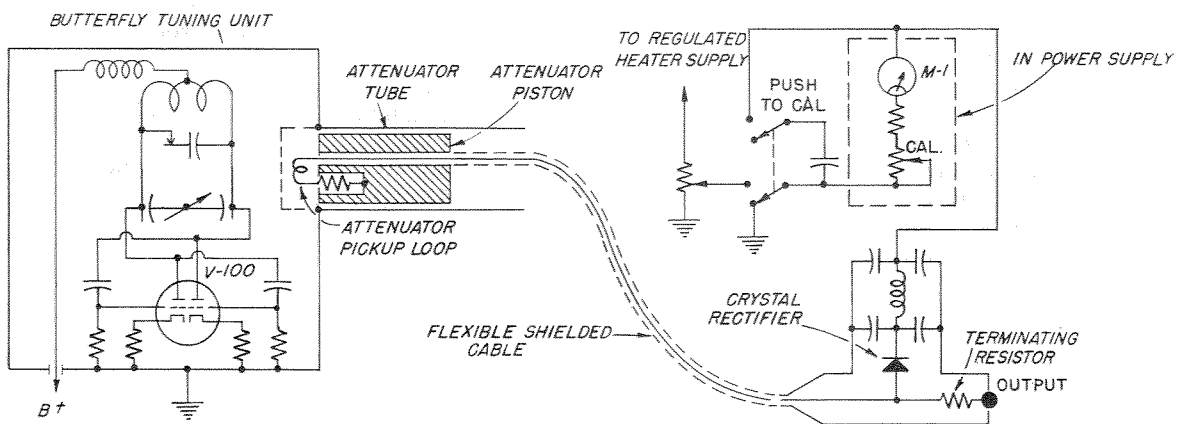 BUTTERFLY TUNING UNIT
ATTENUATOR
TUBE
ATTENUATOR
PISTON
TO REGULATED
HEATER SUPPLY
PUSH
TO CAL
M-1
CAL.
IN POWER SUPPLY
ATTENUATOR
PICKUP LOOP
V-100
B+
FLEXIBLE SHIELDED
CABLE
CRYSTAL
RECTIFIER
TERMINATING
RESISTOR
OUTPUT